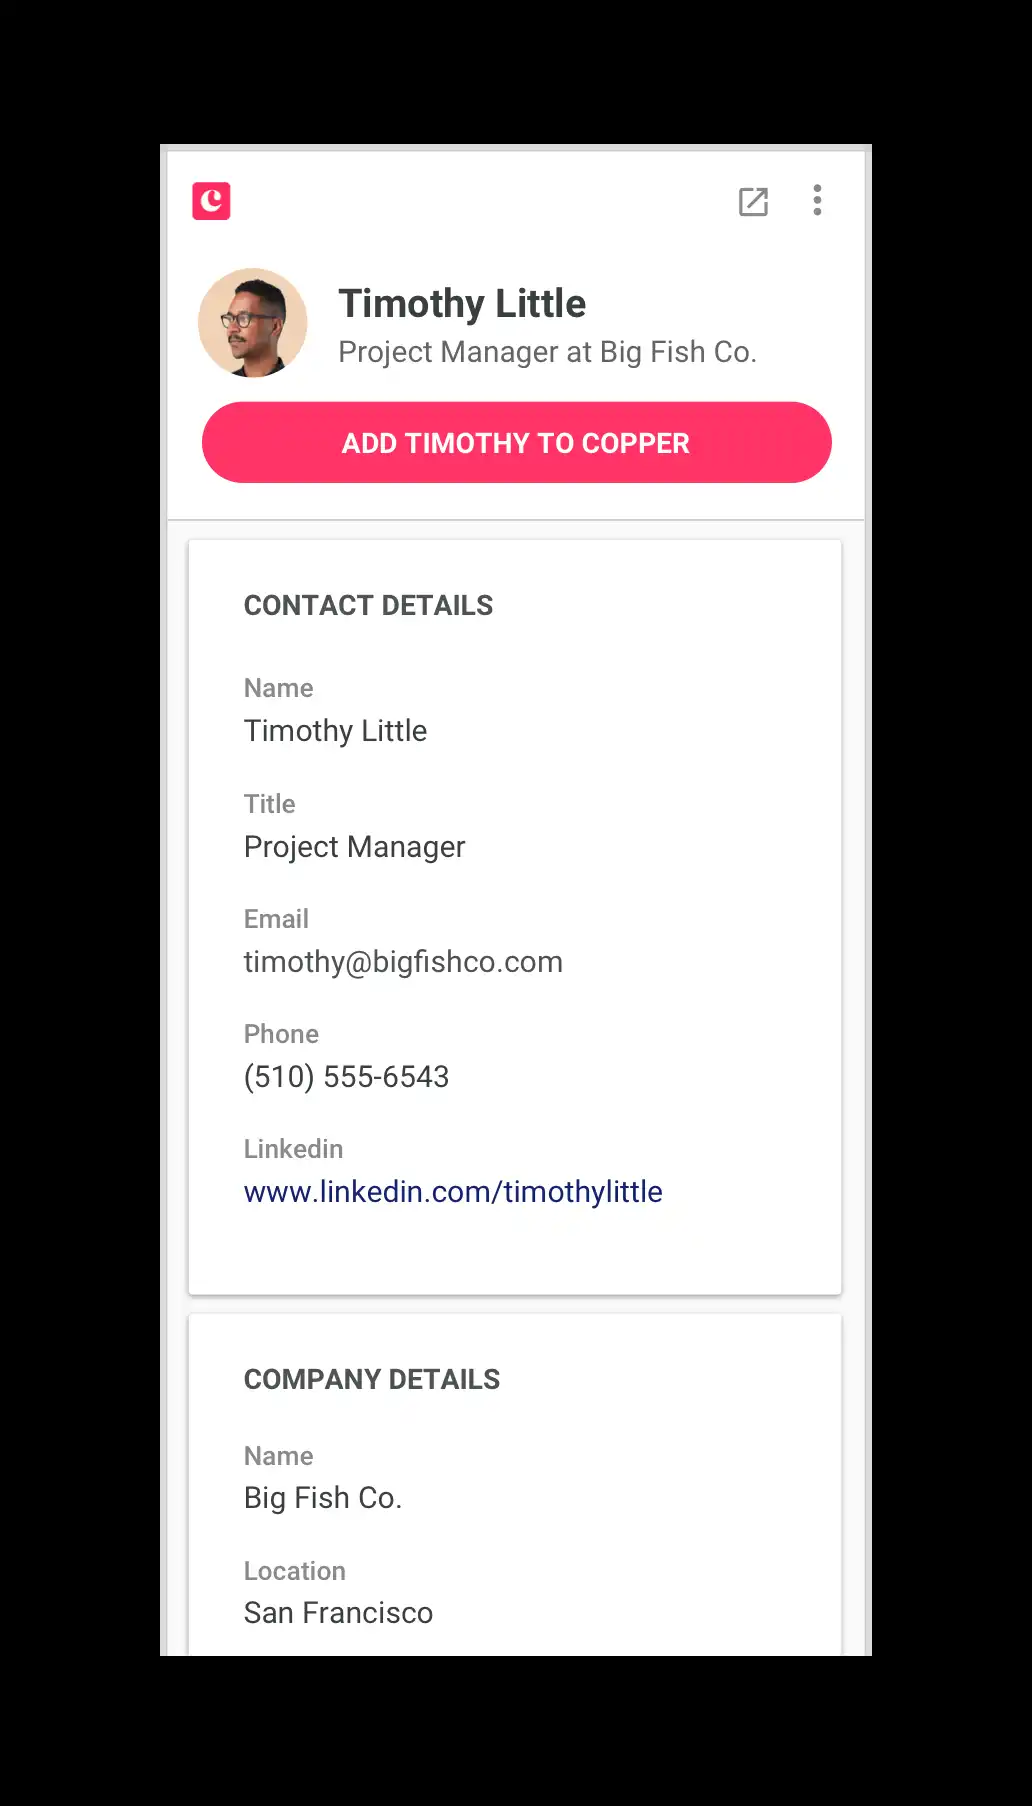 Timothy Little
Project Manager at Big Fish Co.
ADD TIMOTHY TO COPPER
CONTACT DETAILS
Name
Timothy Little
Title
Project Manager
Email
timothy@bigfishco.com
Phone
(510) 555-6543
Linkedin
www.linkedin.com/timothylittle
COMPANY DETAILS
Name
Big Fish Co.
Location
San Francisco